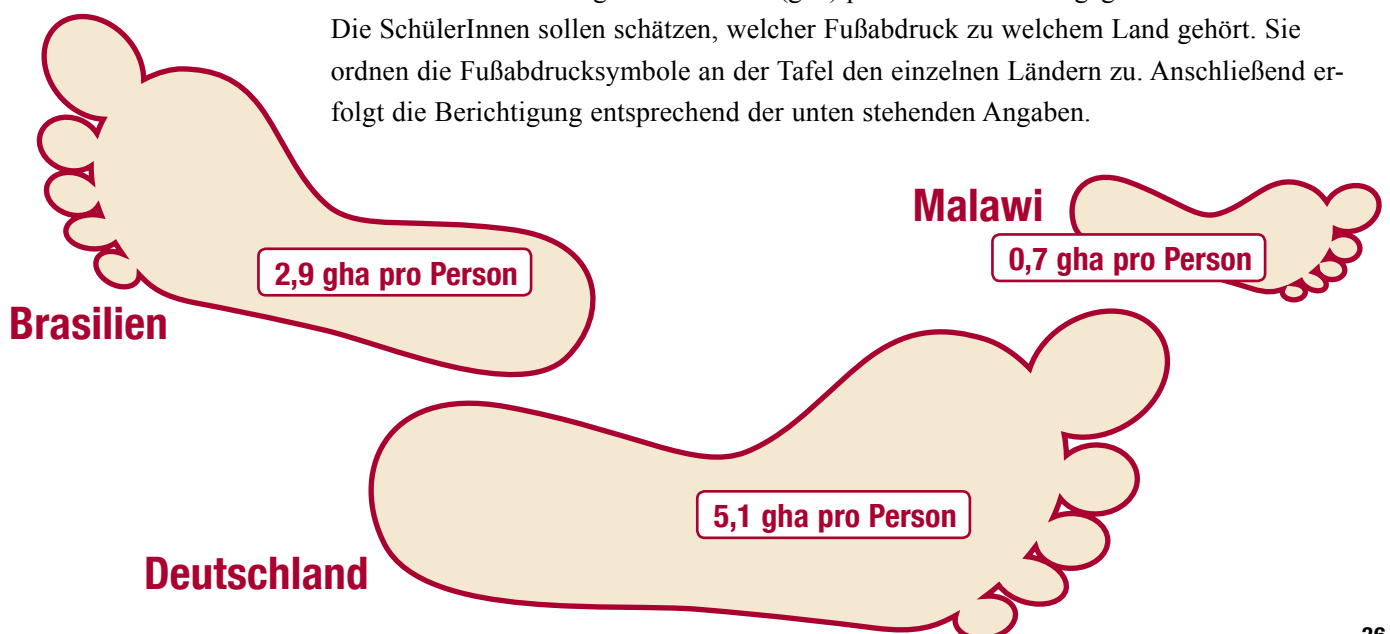 Die SchülerInnen sollen schätzen, welcher Fußabdruck zu welchem Land gehört. Sie
ordnen die Fußabdrucksymbole an der Tafel den einzelnen Ländern zu. Anschließend er-
folgt die Berichtigung entsprechend der unten stehenden Angaben.
Malawi
0,7 gha pro Person
2,9 gha pro Person
Brasilien
5,1 gha pro Person
Deutschland